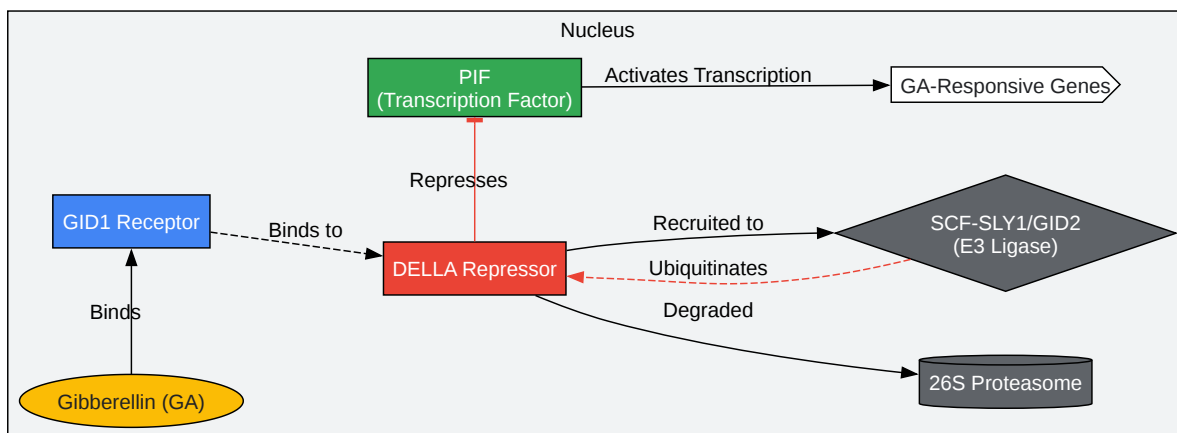 Nucleus
PIF
(Transcription Factor)
Activates Transcription
GA-Responsive Genes
Represses
GID1 Receptor
Binds to
DELLA Repressor
Recruited to
SCF-SLY1/GID2
(E3 Ligase)
Ubiquitinates
Binds
Degraded
26S Proteasome
Gibberellin (GA)